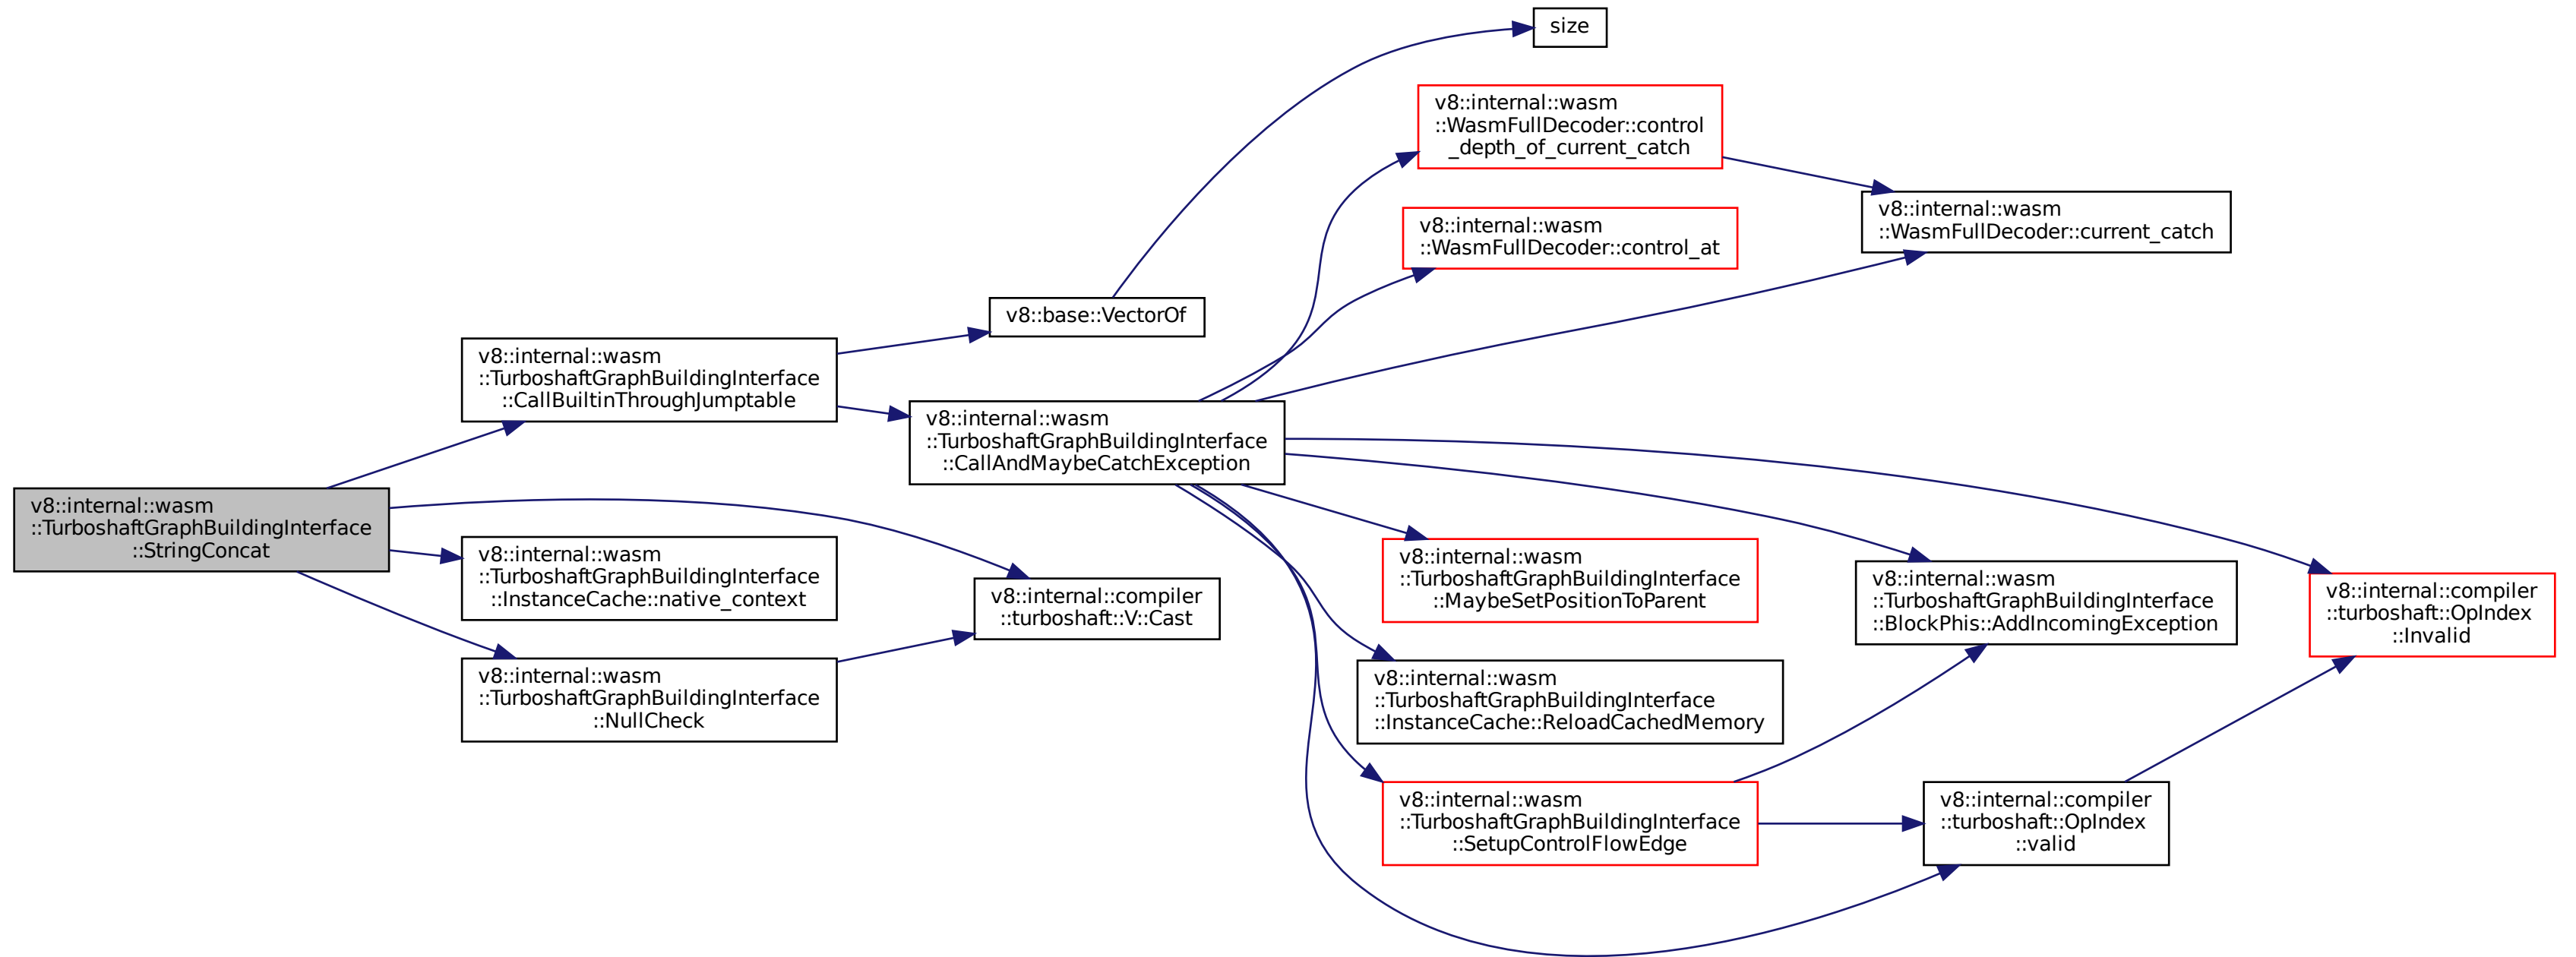 v8::internal::wasm
::TurboshaftGraphBuildingInterface
::StringConcat
v8::internal::wasm
::TurboshaftGraphBuildingInterface
::CallBuiltinThroughJumptable
v8::internal::wasm
::TurboshaftGraphBuildingInterface
::InstanceCache::native_context
v8::internal::wasm
::TurboshaftGraphBuildingInterface
::NullCheck
v8::base::VectorOf
v8::internal::wasm
::TurboshaftGraphBuildingInterface
::CallAndMaybeCatchException
v8::internal::compiler
::turboshaft::V::Cast
size
v8::internal::wasm
::WasmFullDecoder::control
_depth_of_current_catch
v8::internal::wasm
::WasmFullDecoder::control_at
v8::internal::wasm
::TurboshaftGraphBuildingInterface
::MaybeSetPositionToParent
v8::internal::wasm
::TurboshaftGraphBuildingInterface
::InstanceCache::ReloadCachedMemory
v8::internal::wasm
::TurboshaftGraphBuildingInterface
::SetupControlFlowEdge
v8::internal::wasm
::WasmFullDecoder::current_catch
v8::internal::wasm
::TurboshaftGraphBuildingInterface
::BlockPhis::AddIncomingException
v8::internal::compiler
::turboshaft::OpIndex
::valid
v8::internal::compiler
::turboshaft::OpIndex
::Invalid